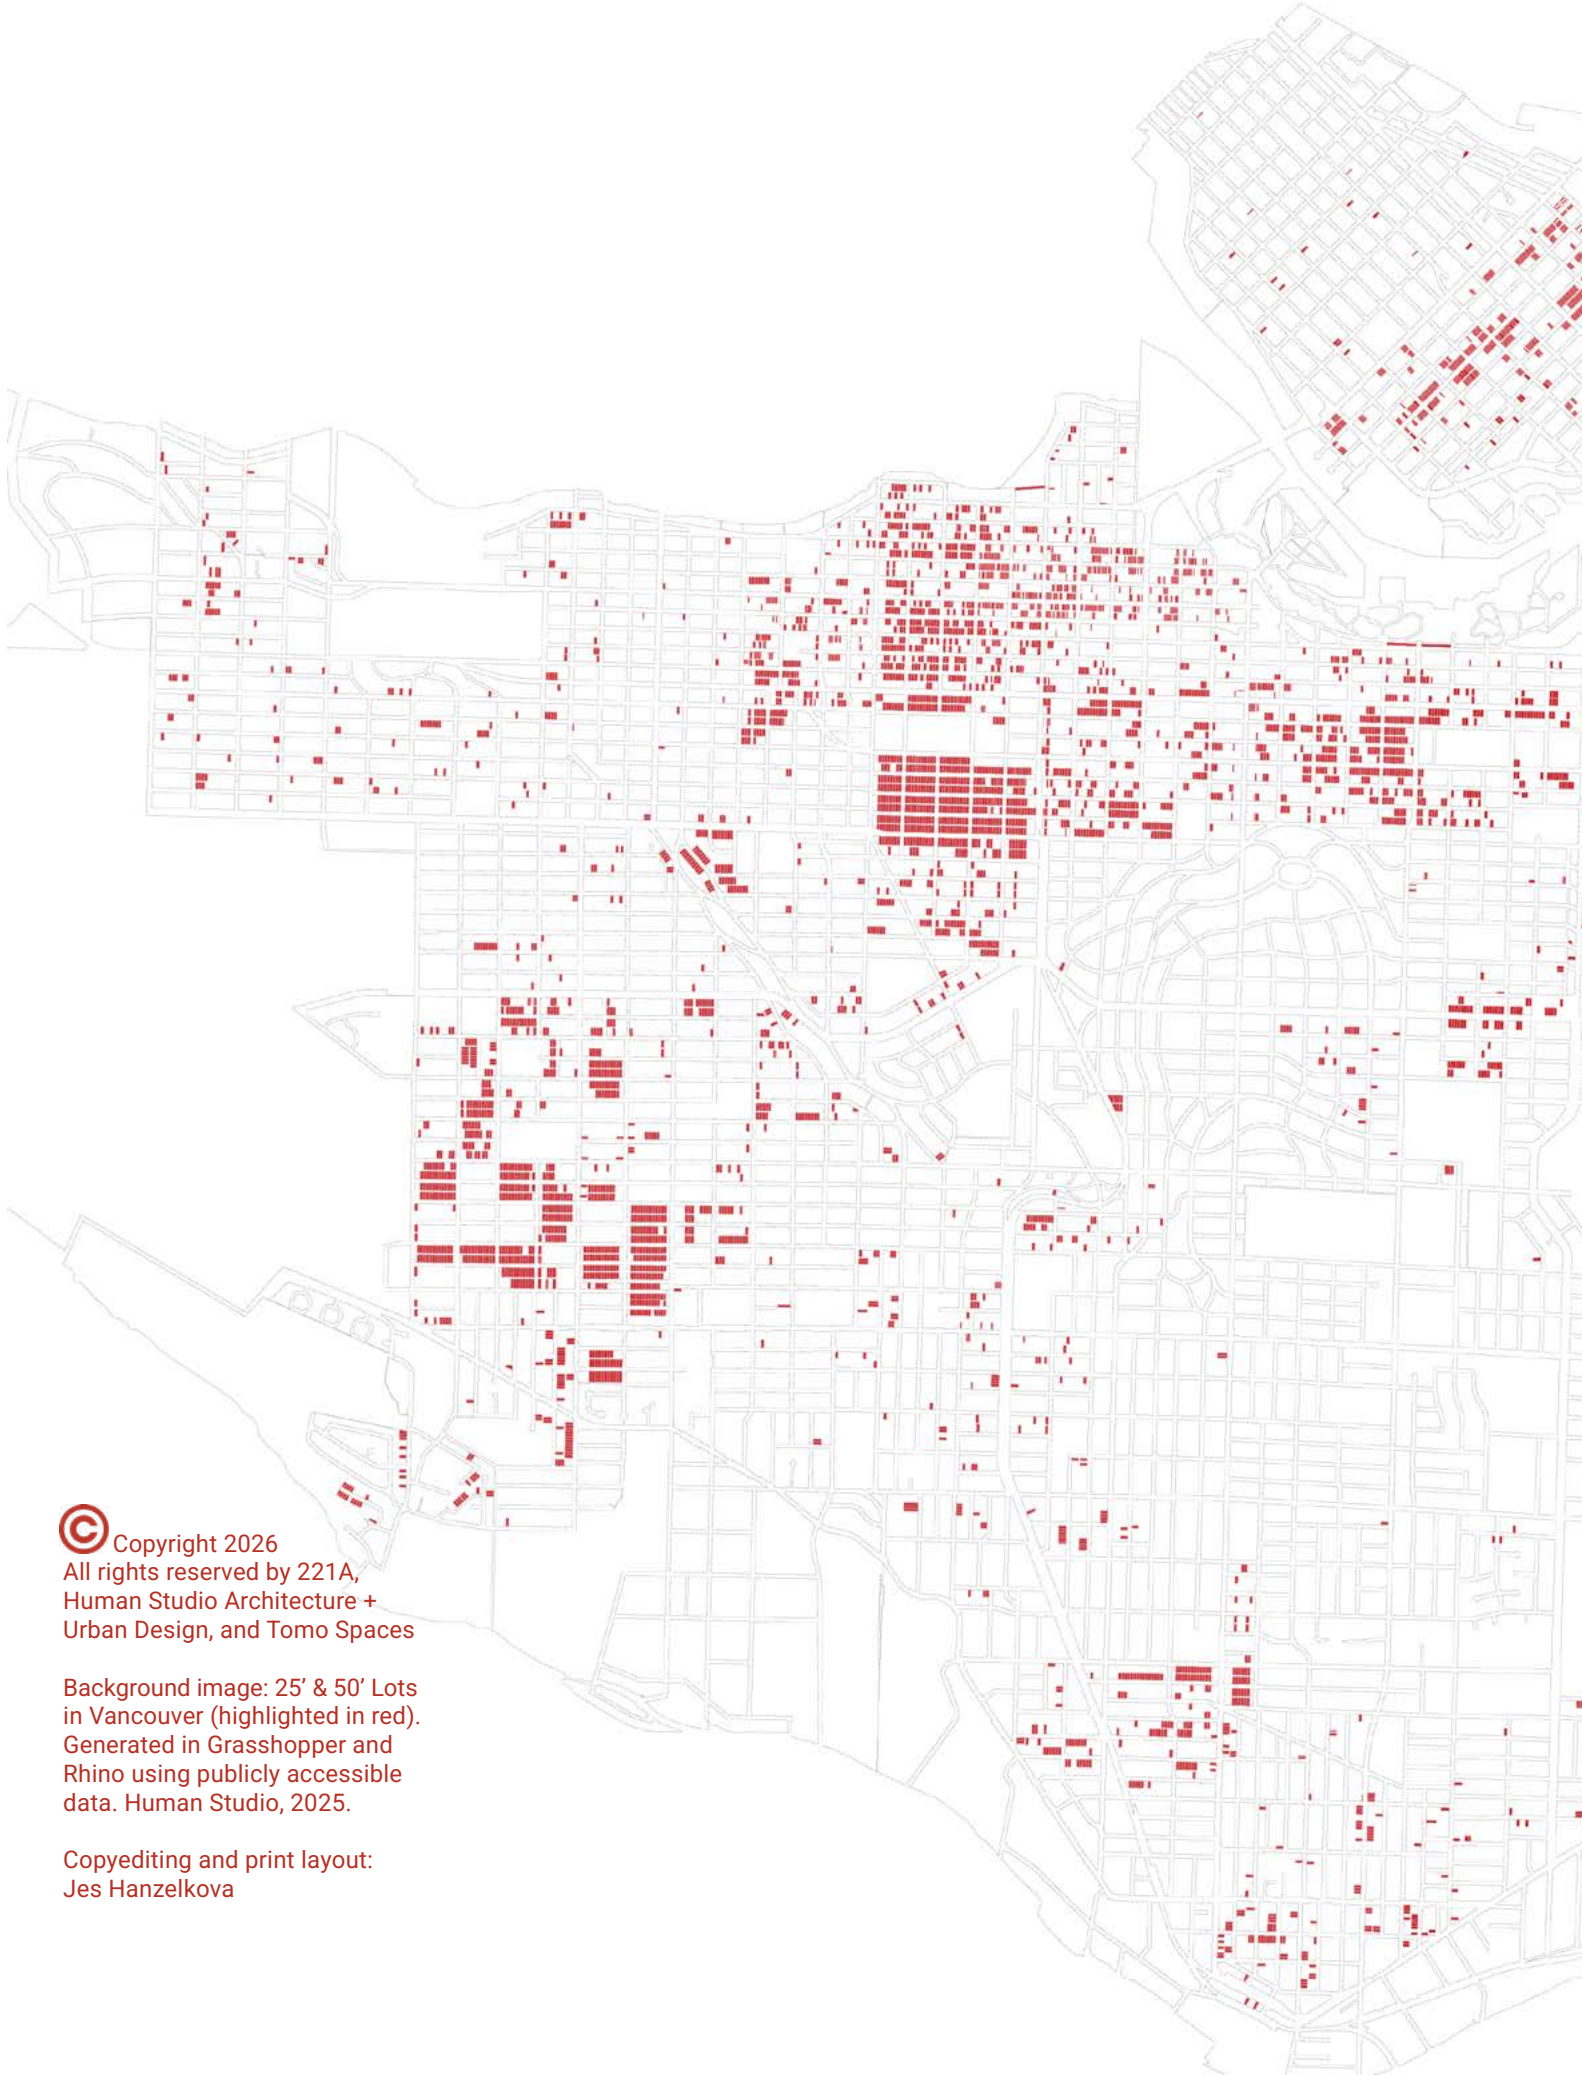 © Copyright 2026
All rights reserved by 221A,
Human Studio Architecture +
Urban Design, and Tomo Spaces
Background image: 25’ & 50’ Lots
in Vancouver (highlighted in red).
Generated in Grasshopper and
Rhino using publicly accessible
data. Human Studio, 2025.
Copyediting and print layout:
Jes Hanzelkova